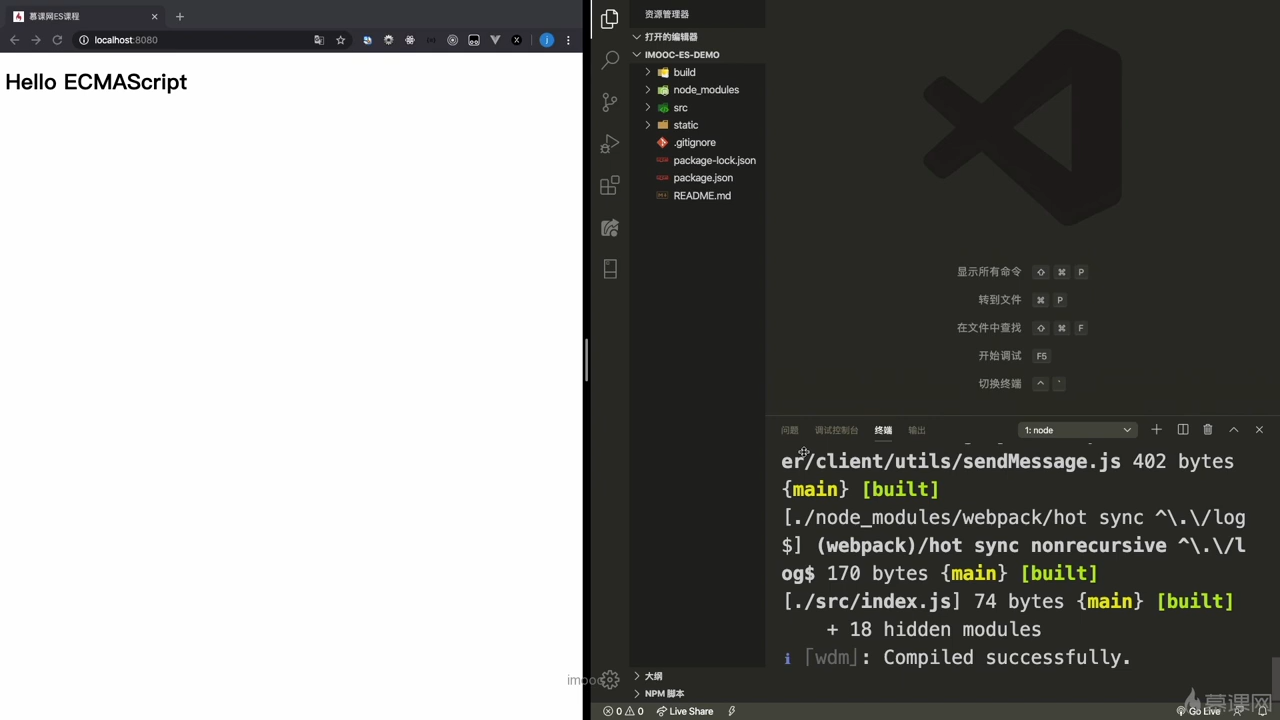 慕课网ES课程
localhost:8080
Hello ECMAScript
资源管理器
打开的编辑器
IMOOC-ES-DEMO
build
node_modules
src
static
.gitignore
package-lock.json
package.json
README.md
大纲
NPM 脚本
显示所有命令 ⇧ ⌘ P
转到文件 ⌘ P
在文件中查找 ⇧ ⌘ F
开始调试 F5
切换终端 ^ `
问题 调试控制台 终端 输出 1: node
er/client/utils/sendMessage.js 402 bytes
{main} [built]
[./node_modules/webpack/hot sync ^\.\/log
$] (webpack)/hot sync nonrecursive ^\.\/l
og$ 170 bytes {main} [built]
[./src/index.js] 74 bytes {main} [built]
+ 18 hidden modules
ℹ ｢wdm｣: Compiled successfully.
imooc
0 0 Live Share Go Live
慕课网